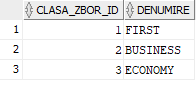 CLASA_ZBOR_ID DENUMIRE
1 1 FIRST
2 2 BUSINESS
3 3 ECONOMY